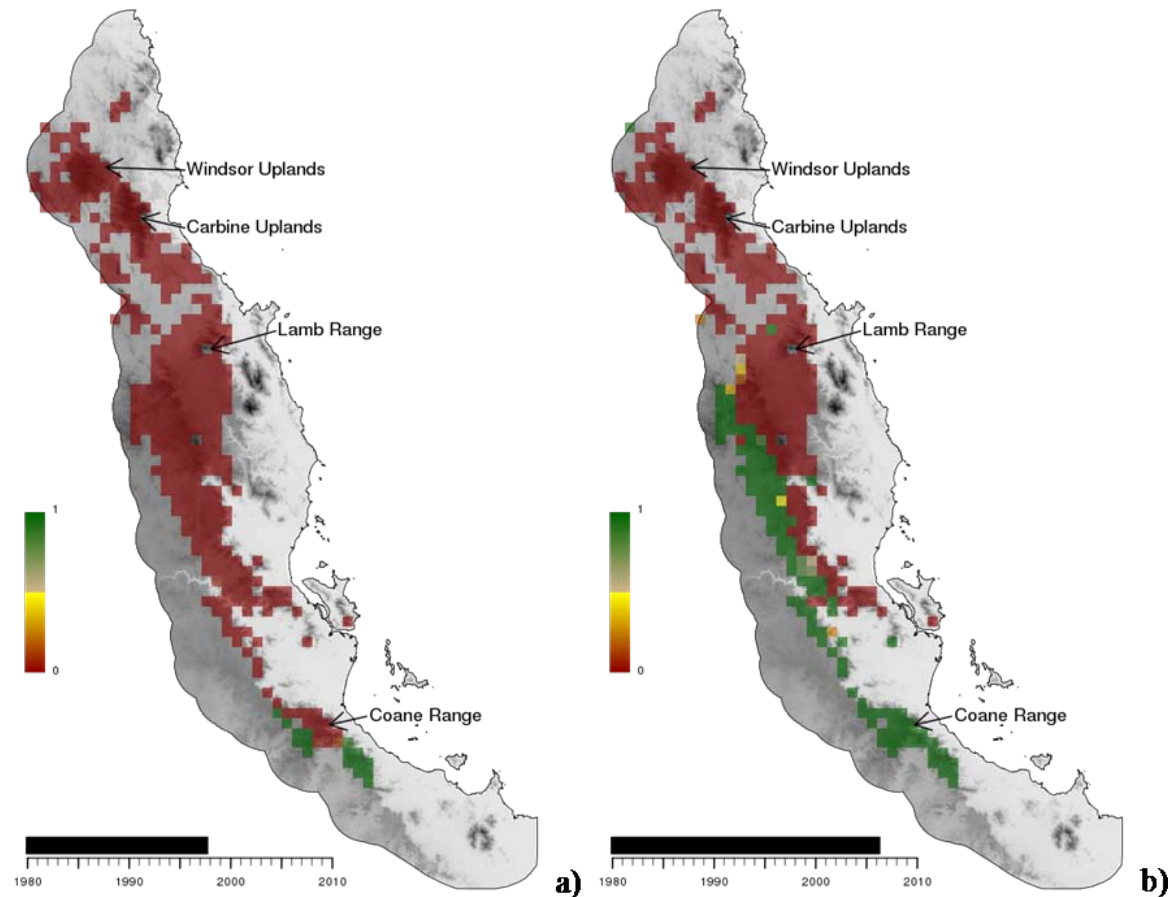 Windsor Uplands
Carbine Uplands
Lamb Range
1
0
Coane Range
1980 1990 2000 2010
a)
Windsor Uplands
Carbine Uplands
Lamb Range
1
0
Coane Range
1980 1990 2000 2010
b)